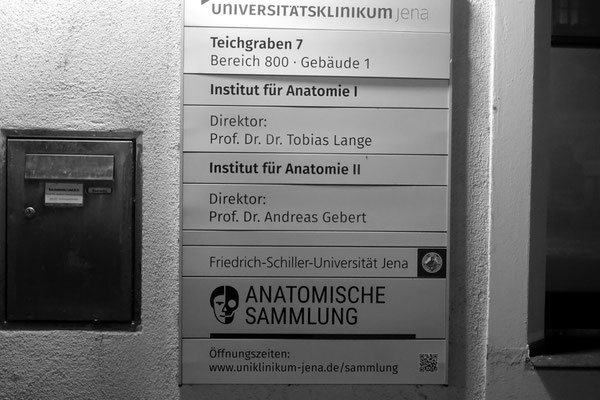 UNIVERSITÄTSKLINIKUM jena
Teichgraben 7
Bereich 800 · Gebäude 1
Institut für Anatomie I
Direktor:
Prof. Dr. Dr. Tobias Lange
Institut für Anatomie II
Direktor:
Prof. Dr. Andreas Gebert
Friedrich-Schiller-Universität Jena
ANATOMISCHE
SAMMLUNG
Öffnungszeiten:
www.uniklinikum-jena.de/sammlung